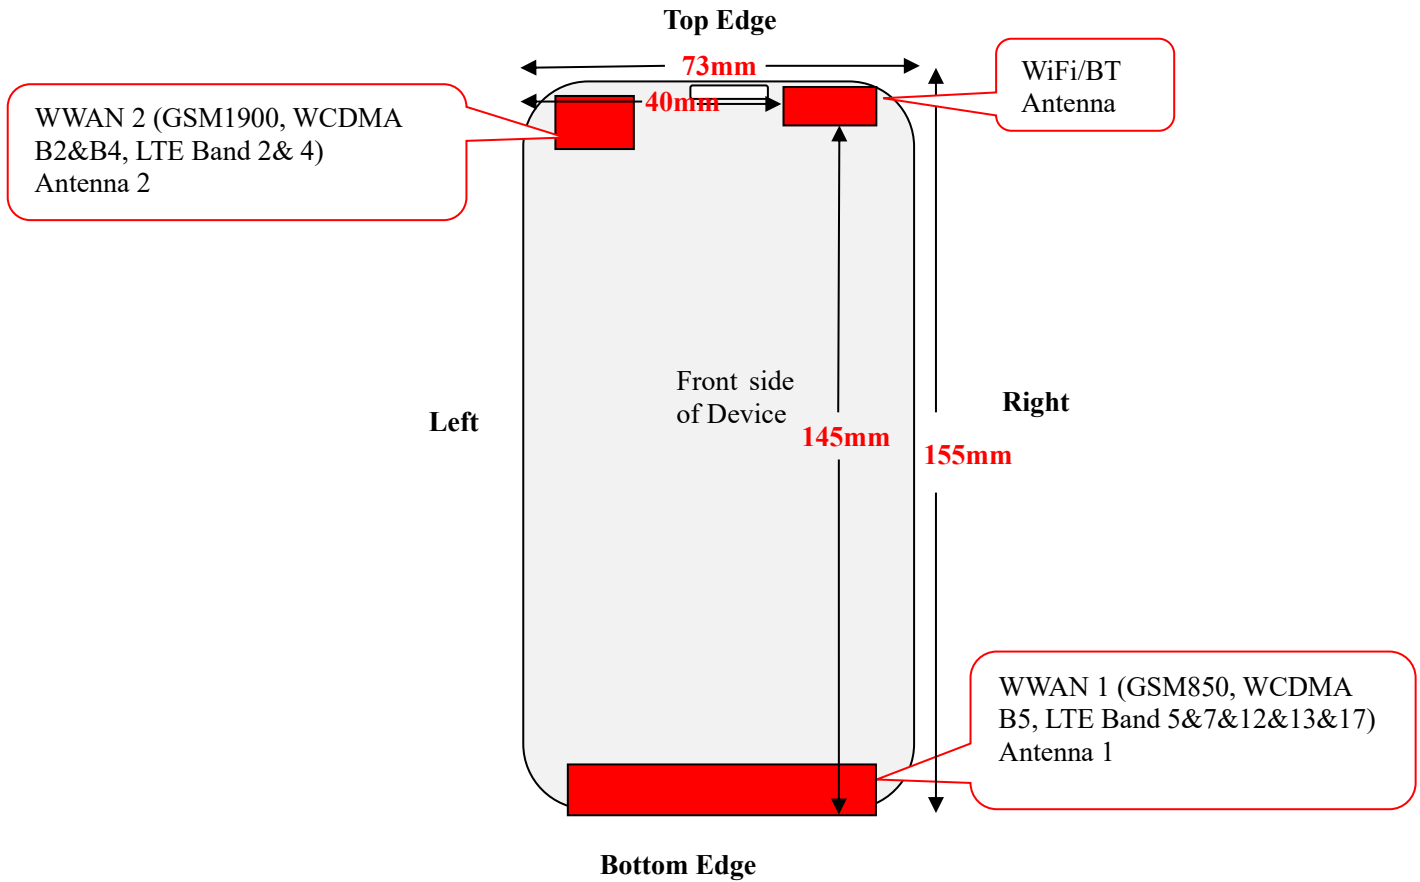 Top Edge
73mm
WiFi/BT
Antenna
40mm
WWAN 2 (GSM1900, WCDMA
B2&B4, LTE Band 2& 4)
Antenna 2
Front side
of Device
Left
Right
145mm
155mm
WWAN 1 (GSM850, WCDMA
B5, LTE Band 5&7&12&13&17)
Antenna 1
Bottom Edge